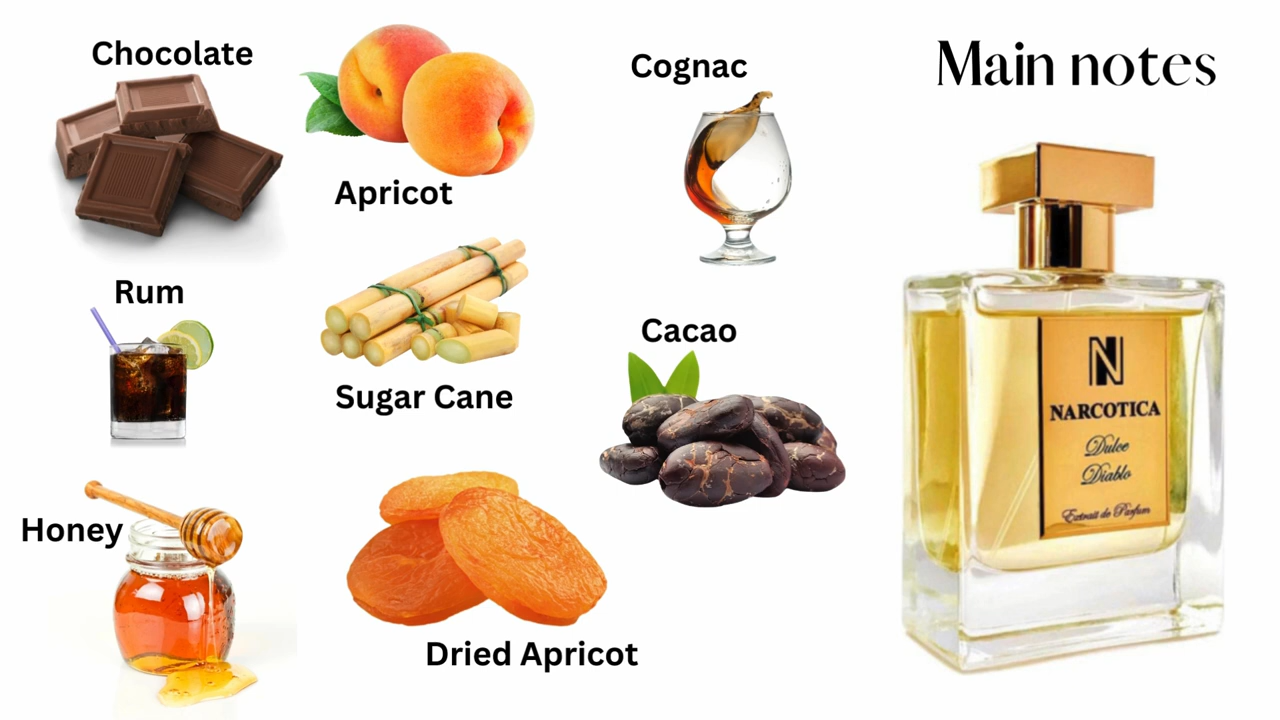 Main notes
Chocolate
Apricot
Cognac
Rum
Sugar Cane
Cacao
Honey
Dried Apricot
N
NARCOTICA
Dulce
Diablo
Extrait de Parfum